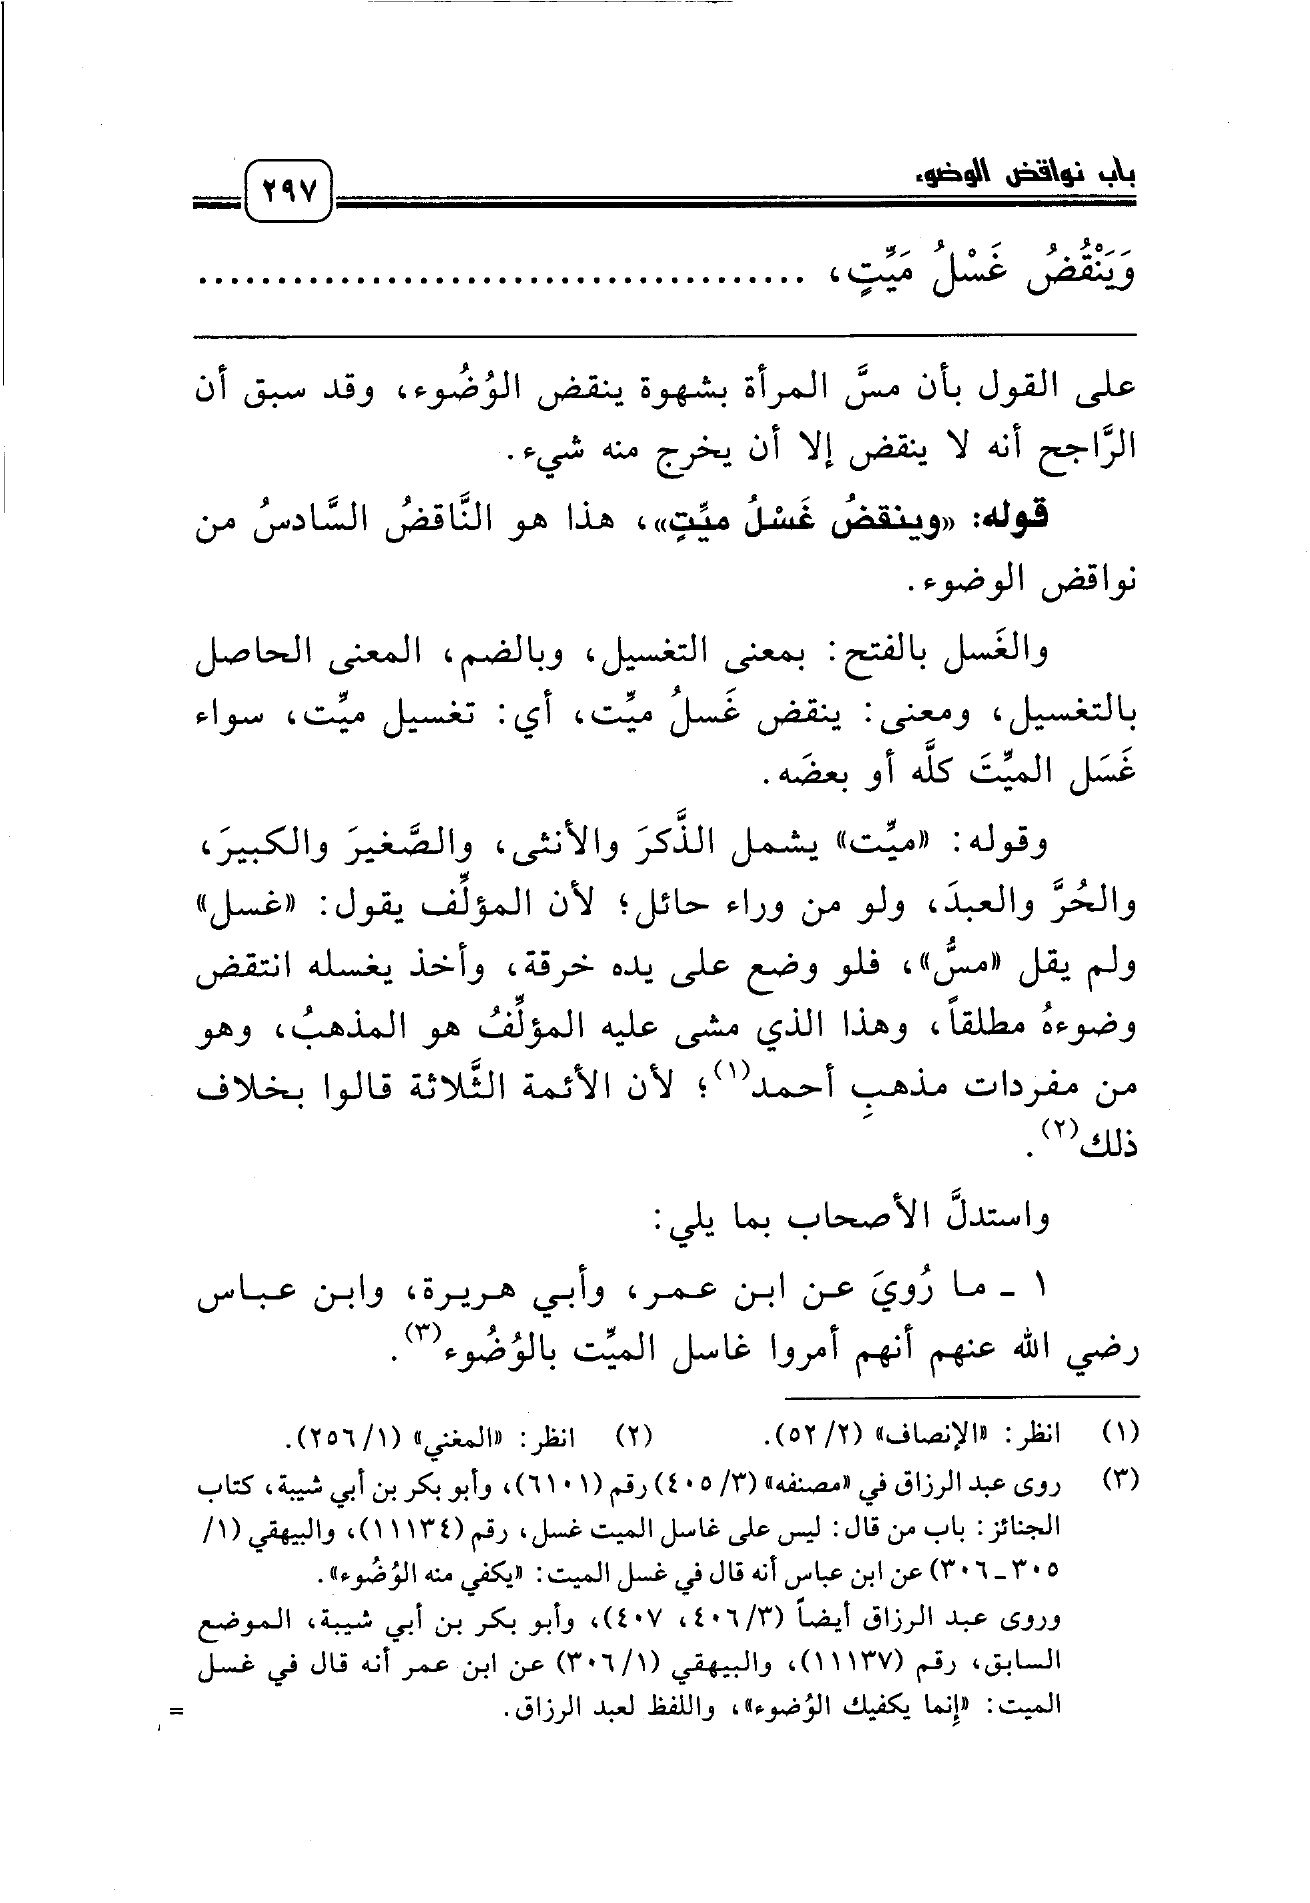 باب نواقض الوضوء
٢٩٧
وَيَنْقُضُ غَسْلُ مَيِّتٍ، ........................................
على القول بأن مسَّ المرأة بشهوة ينقض الوُضُوء، وقد سبق أن
الرَّاجح أنه لا ينقض إلا أن يخرج منه شيء.
قوله: «وينقضُ غَسْلُ ميِّتٍ»، هذا هو النَّاقضُ السَّادسُ من
نواقض الوضوء.
والغَسل بالفتح: بمعنى التغسيل، وبالضم، المعنى الحاصل
بالتغسيل، ومعنى: ينقض غَسلُ ميِّت، أي: تغسيل ميِّت، سواء
غَسَل الميِّتَ كلَّه أو بعضَه.
وقوله: «ميِّت» يشمل الذَّكرَ والأنثى، والصَّغيرَ والكبيرَ،
والحُرَّ والعبدَ، ولو من وراء حائل؛ لأن المؤلِّف يقول: «غسل»
ولم يقل «مسُّ»، فلو وضع على يده خرقة، وأخذ يغسله انتقض
وضوءهُ مطلقاً، وهذا الذي مشى عليه المؤلِّفُ هو المذهبُ، وهو
من مفردات مذهبِ أحمد(١)؛ لأن الأئمة الثَّلاثة قالوا بخلاف
ذلك(٢).
واستدلَّ الأصحاب بما يلي:
١ ـ ما رُويَ عن ابن عمر، وأبي هريرة، وابن عباس
رضي الله عنهم أنهم أمروا غاسل الميِّت بالوُضُوء(٣).
(١) انظر: «الإنصاف» (٥٢/٢). (٢) انظر: «المغني» (٢٥٦/١).
(٣) روى عبد الرزاق في «مصنفه» (٤٠٥/٣) رقم (٦١٠١)، وأبو بكر بن أبي شيبة، كتاب
الجنائز: باب من قال: ليس على غاسل الميت غسل، رقم (١١١٣٤)، والبيهقي (١/
٣٠٥ـ٣٠٦) عن ابن عباس أنه قال في غسل الميت: «يكفي منه الوُضُوء».
وروى عبد الرزاق أيضاً (٤٠٦/٣، ٤٠٧)، وأبو بكر بن أبي شيبة، الموضع
السابق، رقم (١١١٣٧)، والبيهقي (٣٠٦/١) عن ابن عمر أنه قال في غسل
الميت: «إِنما يكفيك الوُضوء»، واللفظ لعبد الرزاق. =